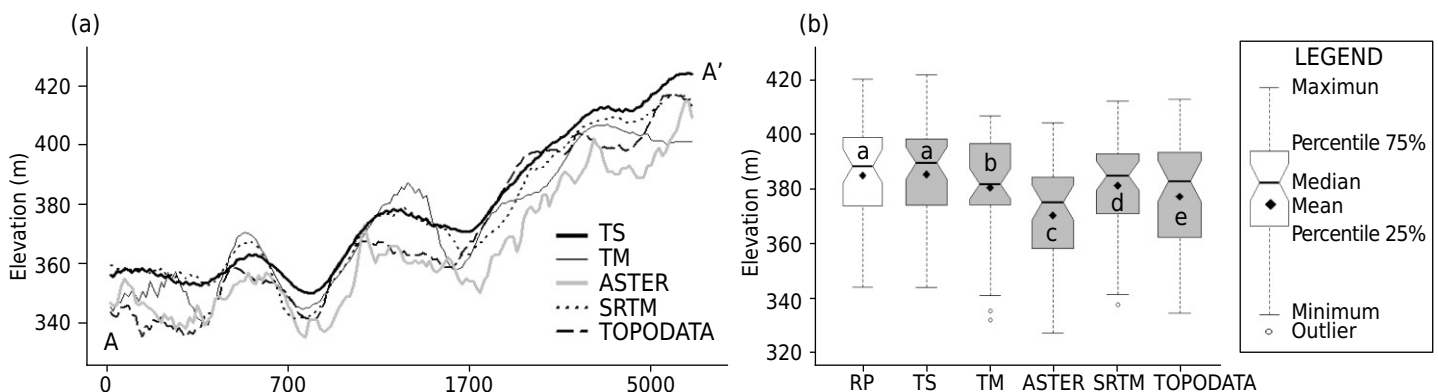 (a)
Elevation (m)
420
400
380
360
340
A
A'
TS
TM
ASTER
SRTM
TOPODATA
0 700 1700 5000
(b)
Elevation (m)
420
400
380
360
340
320
a a b c d e
RP TS TM ASTER SRTM TOPODATA
LEGEND
Maximun
Percentile 75%
Median
Mean
Percentile 25%
Minimum
Outlier